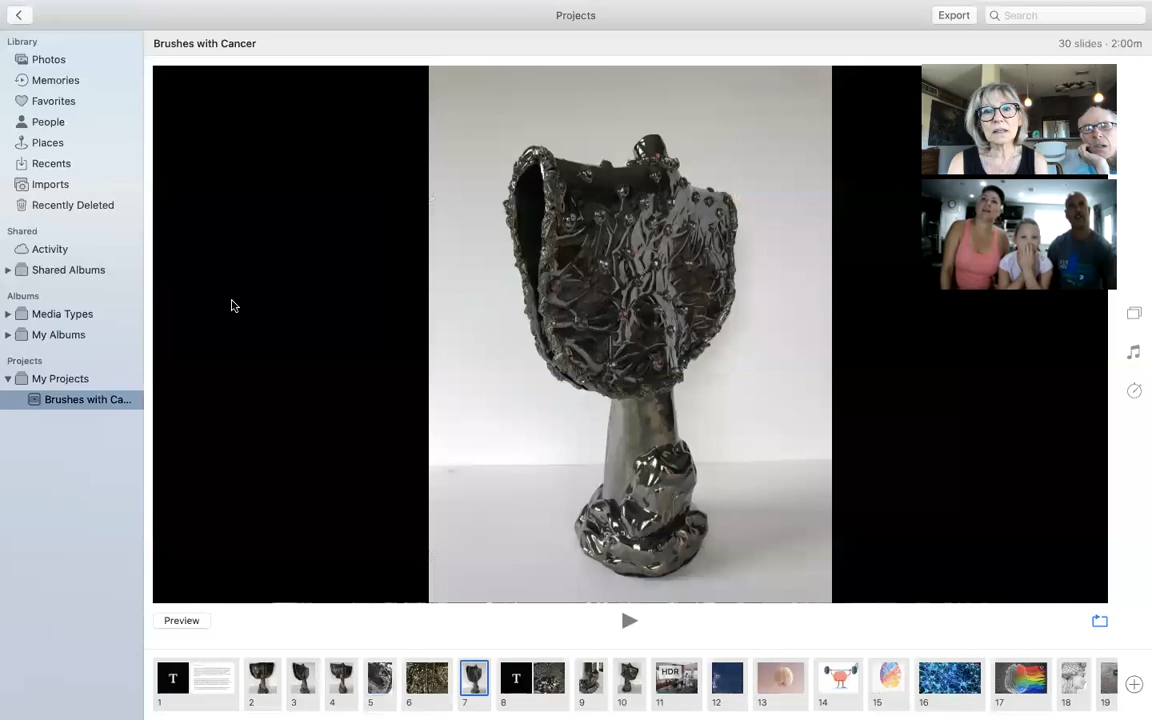 Projects
Export
Search
Library
Brushes with Cancer
30 slides · 2:00m
Photos
Memories
Favorites
People
Places
Recents
Imports
Recently Deleted
Shared
Activity
Shared Albums
Albums
Media Types
My Albums
Projects
My Projects
Brushes with Ca...
Preview
T
T
HDR
1
2
3
4
5
6
7
8
9
10
11
12
13
14
15
16
17
18
19